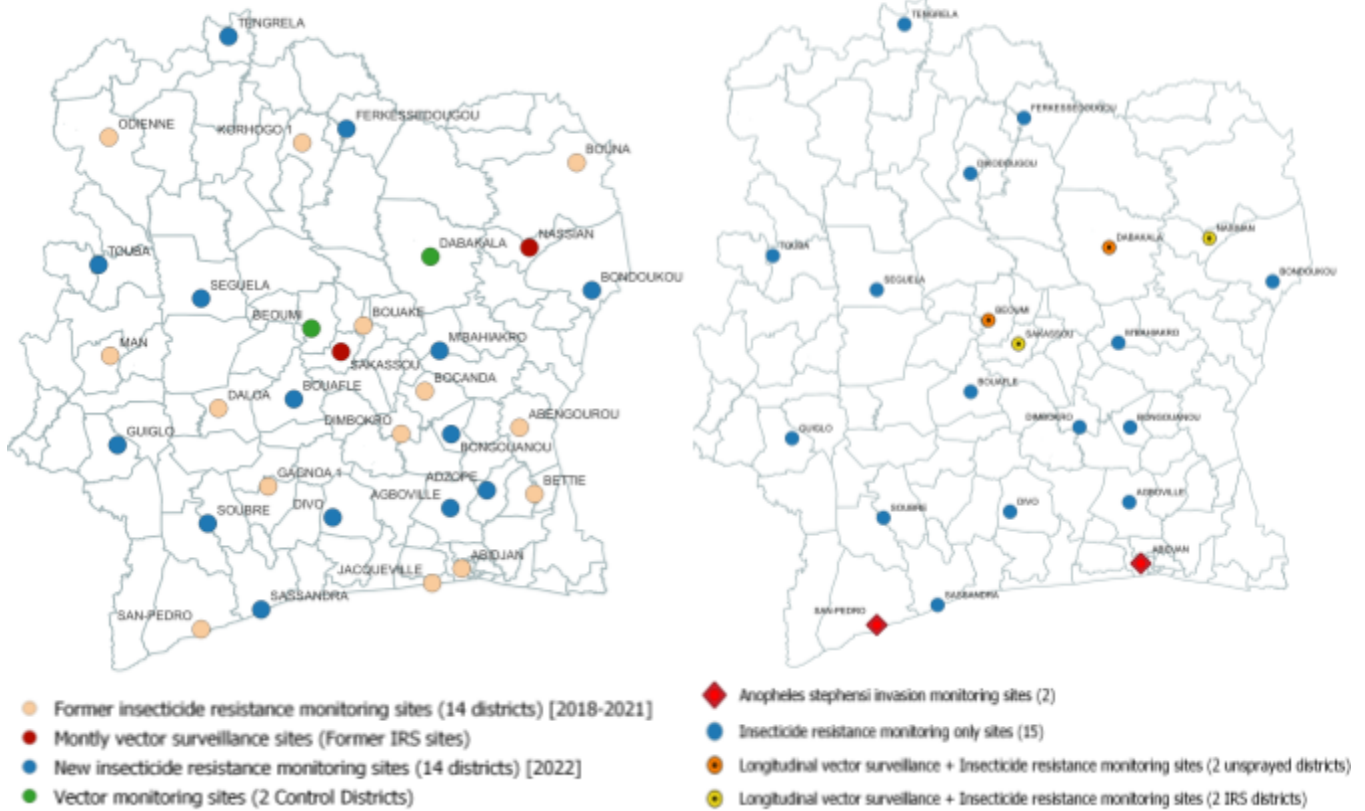 TENGRELA
ODIENNE
KORHOGO 1
FERKESSEDOUGOU
BOUNA
DABAKALA
NASSIAN
TOUBA
SEGUELA
BONDOUKOU
BEOUMI
BOUAKE
M'BAHIAKRO
MAN
SAKASSOU
BOUAFLE
BOCANDA
DALOA
DIMBOKRO
ABENGOUROU
GUIGLO
BONGOUANOU
GAGNOA 1
ADZOPE
BETTIE
AGBOVILLE
DIVO
SOUBRE
ABIDJAN
JACQUEVILLE
SASSANDRA
SAN-PEDRO
Former insecticide resistance monitoring sites (14 districts) [2018-2021]
Montly vector surveillance sites (Former IRS sites)
New insecticide resistance monitoring sites (14 districts) [2022]
Vector monitoring sites (2 Control Districts)
TENGRELA
FERKESSEDOUGOU
DIKODOUGOU
NASSIAN
DABAKALA
TOUBA
BONDOUKOU
SEGUELA
BEOUMI
SAKASSOU
M'BAHIAKRO
BOUAFLE
DIMBOKRO
BONGOUANOU
GUIGLO
AGBOVILLE
DIVO
SOUBRE
ABIDJAN
SASSANDRA
SAN-PEDRO
Anopheles stephensi invasion monitoring sites (2)
Insecticide resistance monitoring only sites (15)
Longitudinal vector surveillance + Insecticide resistance monitoring sites (2 unsprayed districts)
Longitudinal vector surveillance + Insecticide resistance monitoring sites (2 IRS districts)